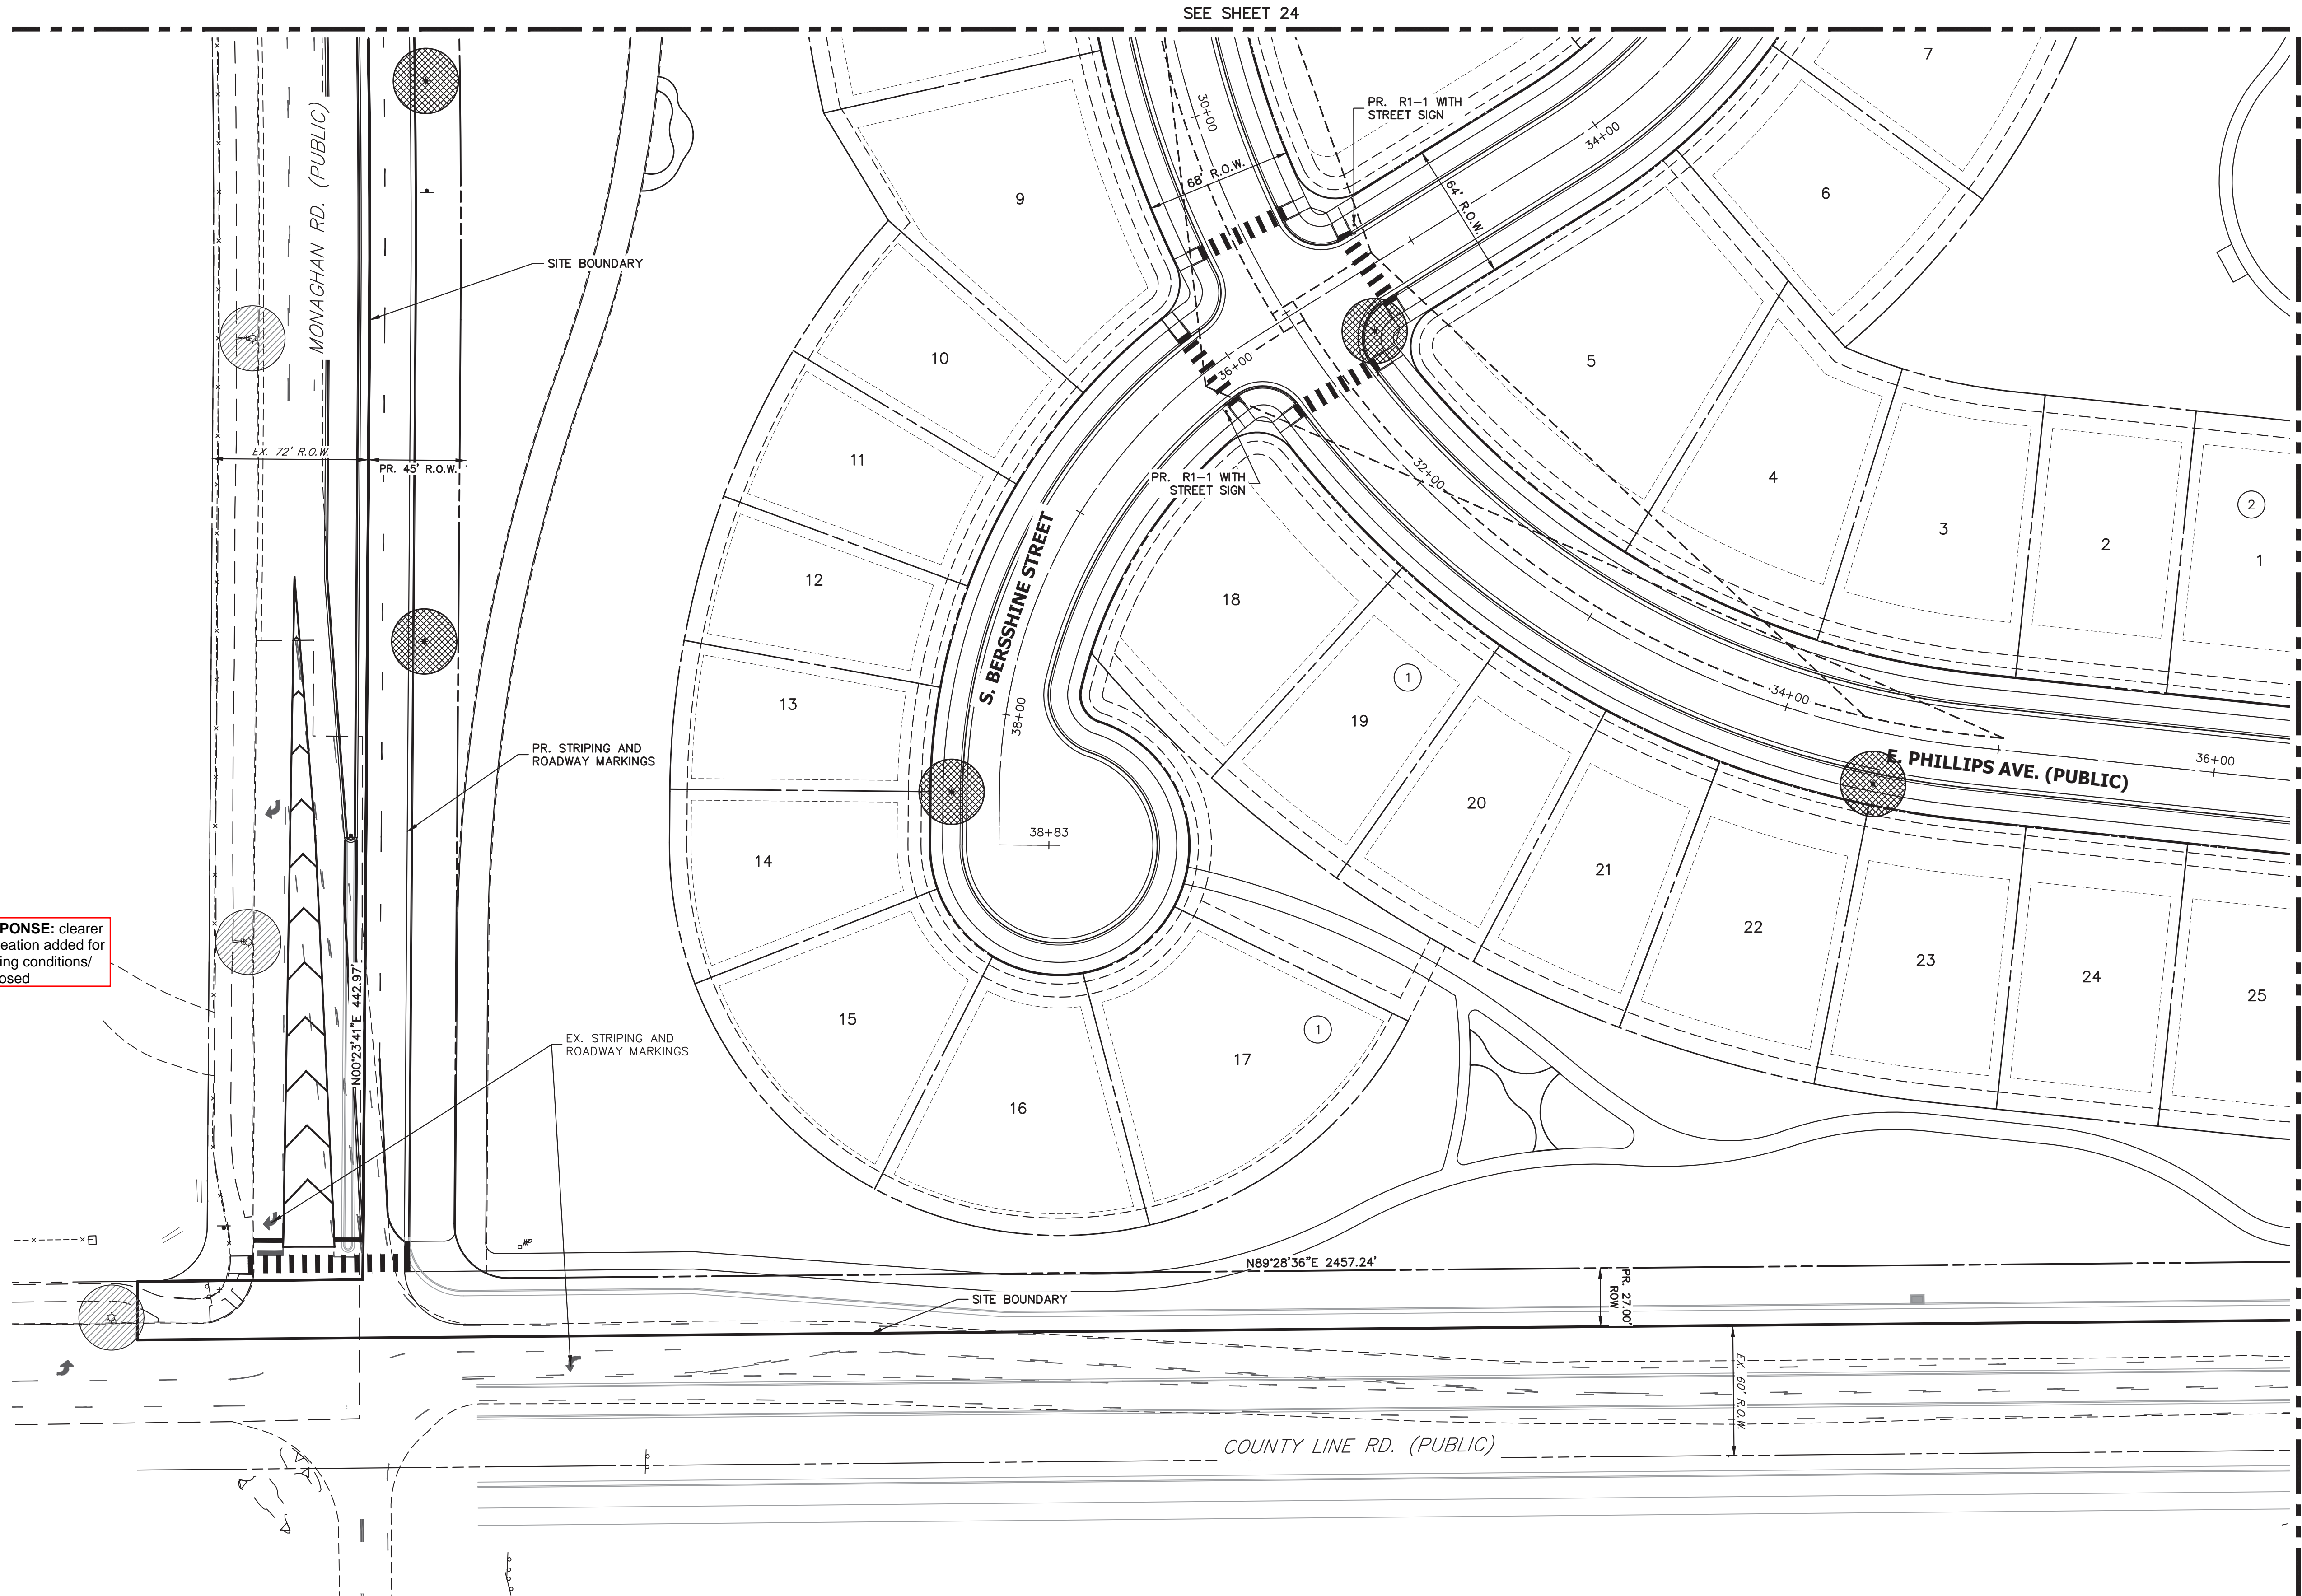 SEE SHEET 24
MONAGHAN RD. (PUBLIC)
SITE BOUNDARY
EX. 72' R.O.W.
PR. 45' R.O.W.
PR. STRIPING AND
ROADWAY MARKINGS
PONSE: clearer
eation added for
ing conditions/
osed
N00°23'41"E 442.97'
EX. STRIPING AND
ROADWAY MARKINGS
30+00
68' R.O.W.
PR. R1-1 WITH
STREET SIGN
34+00
64' R.O.W.
36+00
PR. R1-1 WITH
STREET SIGN
32+00
S. BERSSHINE STREET
38+00
38+83
34+00
E. PHILLIPS AVE. (PUBLIC)
36+00
7
6
5
4
3
2
1
2
9
10
11
12
13
14
15
16
17
1
18
19
1
20
21
22
23
24
25
N89°28'36"E 2457.24'
SITE BOUNDARY
PR. 27.00'
ROW
EX. 60' R.O.W.
COUNTY LINE RD. (PUBLIC)